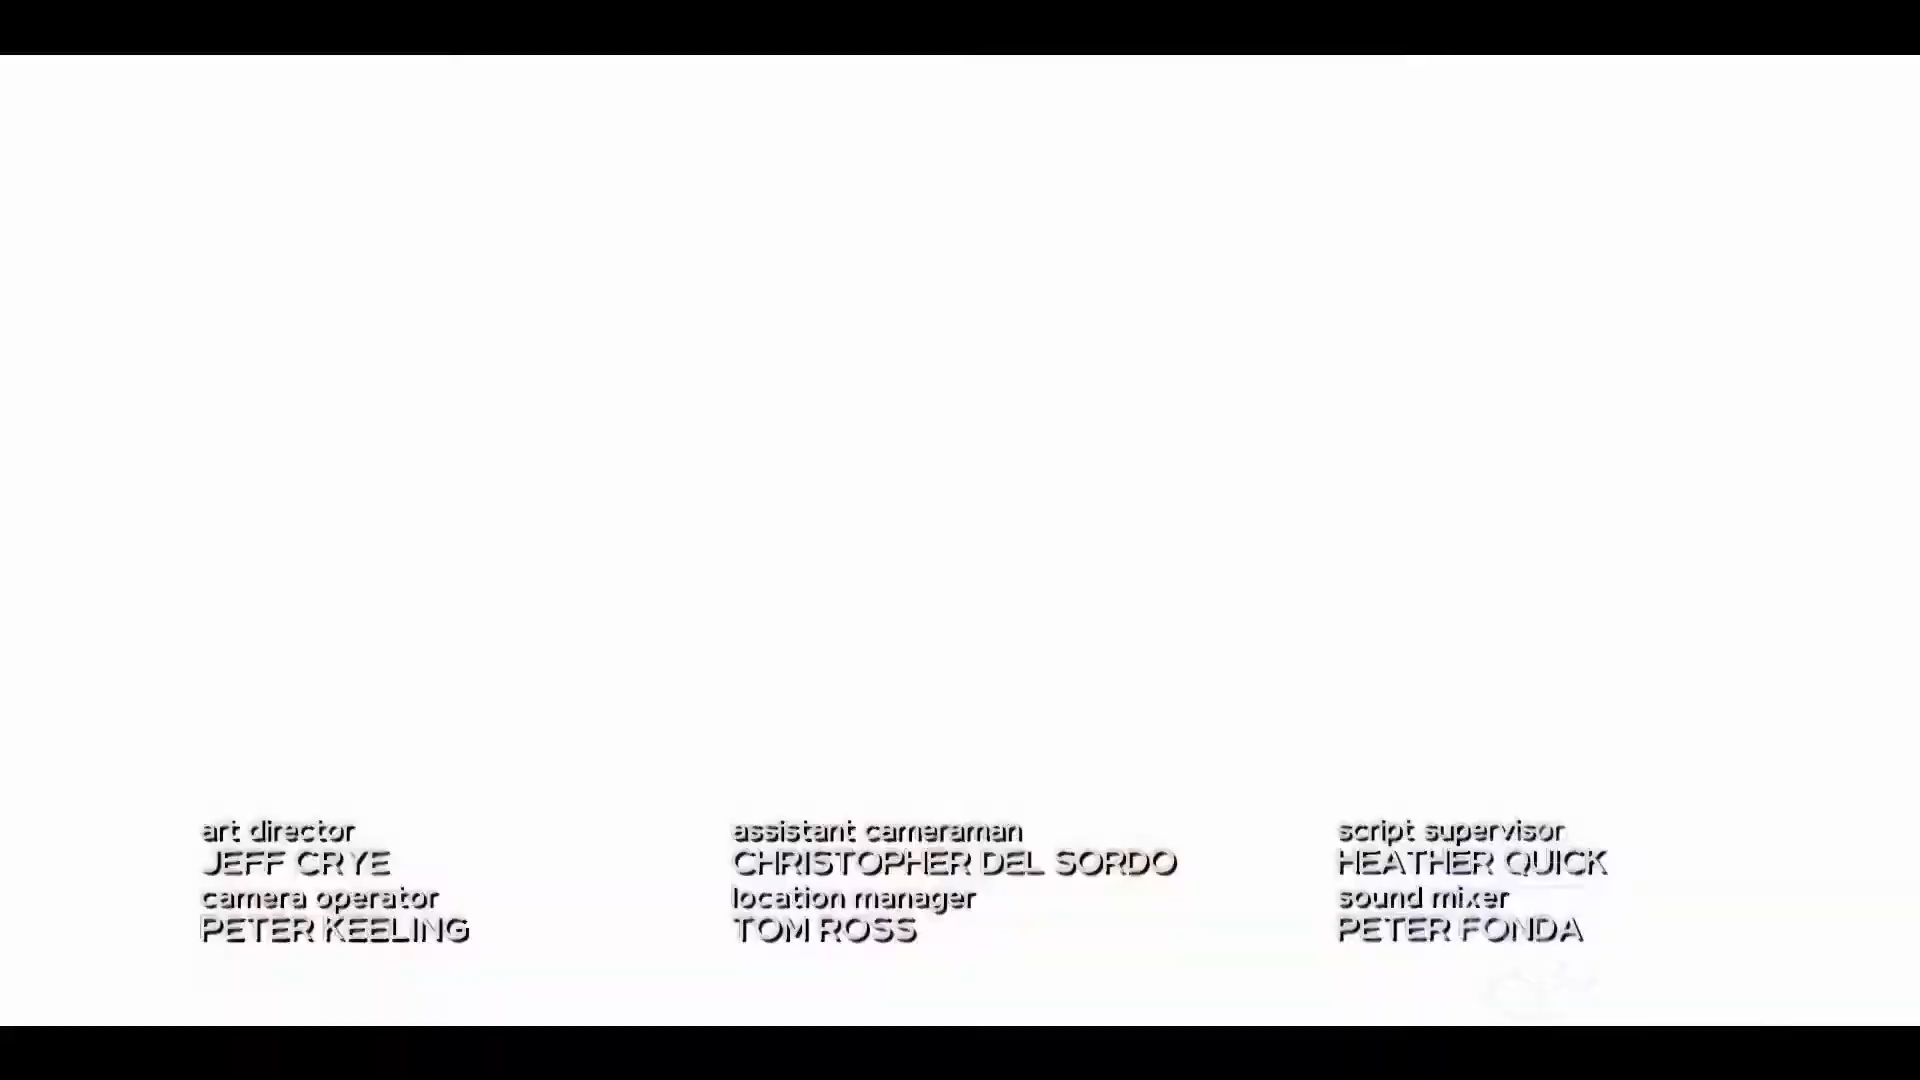 art director
JEFF CRYE
camera operator
PETER KEELING
assistant cameraman
CHRISTOPHER DEL SORDO
location manager
TOM ROSS
script supervisor
HEATHER QUICK
sound mixer
PETER FONDA